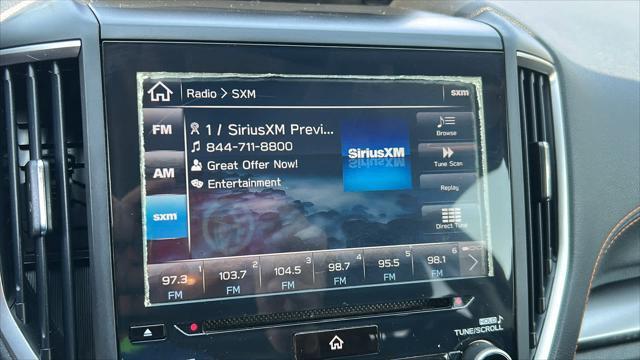 Radio > SXM
sxm
FM
AM
sxm
1 / SiriusXM Previ...
844-711-8800
Great Offer Now!
Entertainment
SiriusXM
Browse
Tune Scan
Replay
Direct Tune
97.3 1 FM
103.7 2 FM
104.5 3 FM
98.7 4 FM
95.5 5 FM
98.1 6 FM
HOLD
TUNE/SCROLL